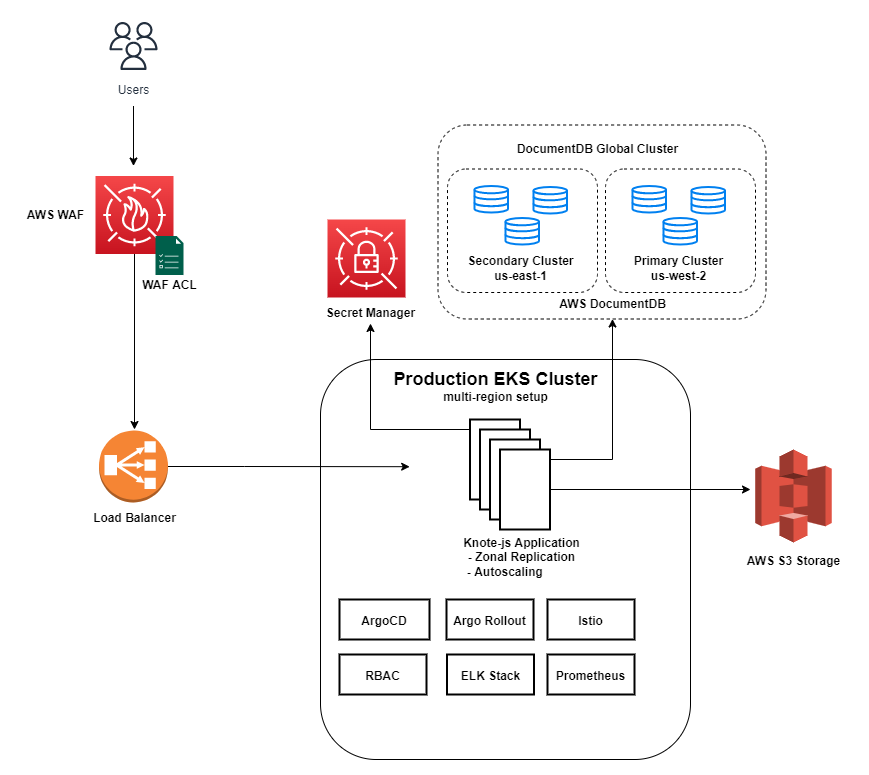 Users
AWS WAF
WAF ACL
Load Balancer
Secret Manager
DocumentDB Global Cluster
Secondary Cluster
us-east-1
Primary Cluster
us-west-2
AWS DocumentDB
Production EKS Cluster
multi-region setup
Knote-js Application
- Zonal Replication
- Autoscaling
AWS S3 Storage
ArgoCD
Argo Rollout
Istio
RBAC
ELK Stack
Prometheus